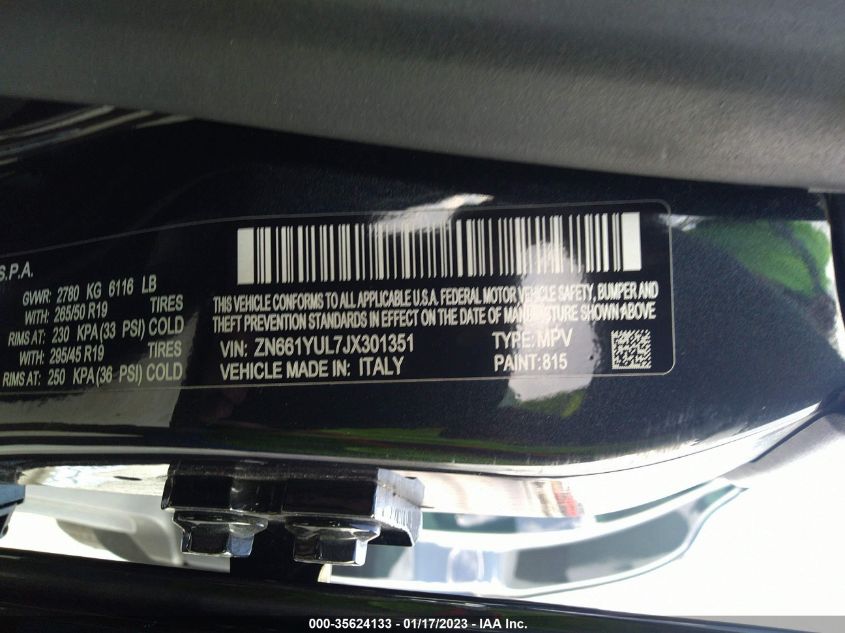 S.P.A.
GVWR: 2780 KG 6116 LB
WITH: 265/50 R19 TIRES
RIMS AT: 230 KPA(33 PSI) COLD
WITH: 295/45 R19 TIRES
RIMS AT: 250 KPA(36 PSI) COLD
THIS VEHICLE CONFORMS TO ALL APPLICABLE U.S.A. FEDERAL MOTOR VEHICLE SAFETY, BUMPER AND
THEFT PREVENTION STANDARDS IN EFFECT ON THE DATE OF MANUFACTURE SHOWN ABOVE
VIN: ZN661YUL7JX301351 TYPE: MPV
VEHICLE MADE IN: ITALY PAINT: 815
000-35624133 - 01/17/2023 - IAA Inc.